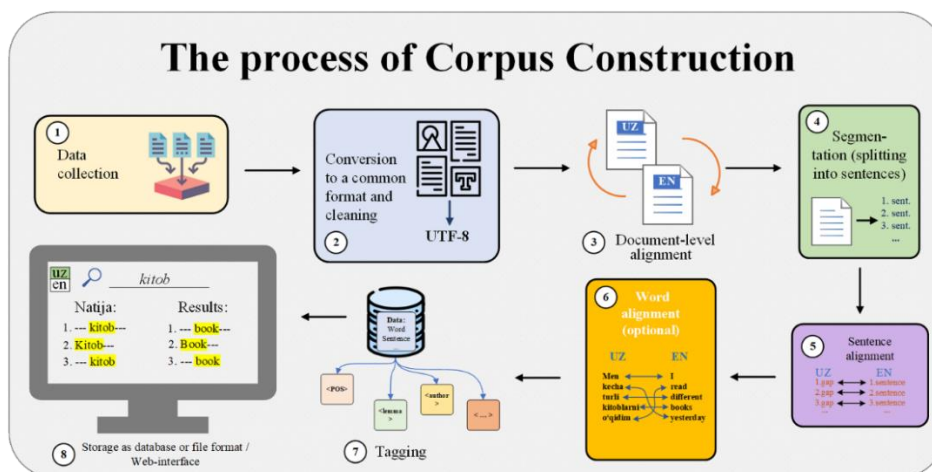 The process of Corpus Construction
1
Data
collection
Conversion
to a common
format and
cleaning
2
UTF-8
UZ
EN
3
Document-level
alignment
4
Segmen-
tation (splitting
into sentences)
1. sent.
2. sent.
3. sent.
...
5
Sentence
alignment
UZ EN
1.gap 1.sentence
2.gap 2.sentence
3.gap 3.sentence
... ...
6
Word
alignment
(optional)
UZ EN
Men I
kecha read
turli different
kitoblarni books
o‘qidim yesterday
Data:
Word
Sentence
...
<POS>
<lemma
>
<author
>
< ... >
7
Tagging
uz
en
kitob
Natija: Results:
1. --- kitob--- 1. --- book---
2. Kitob--- 2. Book---
3. --- kitob 3. --- book
8
Storage as database or file format /
Web-interface